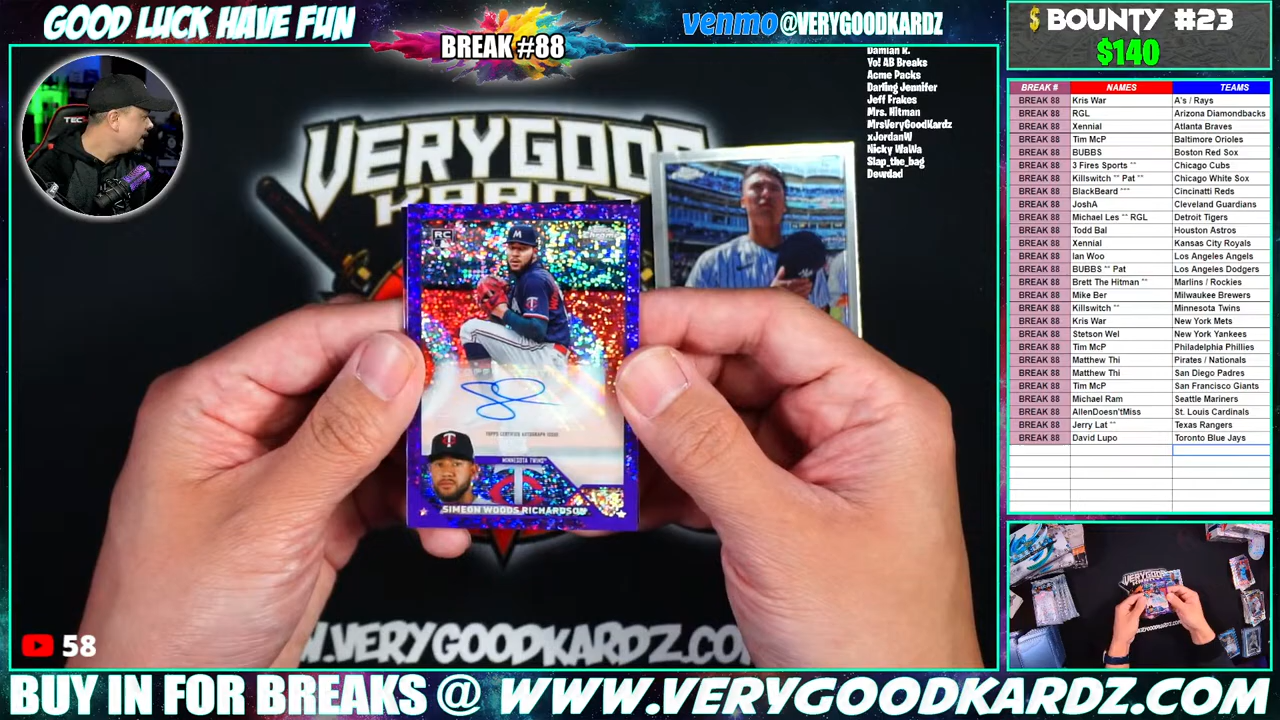 GOOD LUCK HAVE FUN
BREAK #88
venmo @VERYGOODKARDZ
$ BOUNTY #23
$140
Damian R.
Yo! AB Breaks
Acme Packs
Darling Jennifer
Jeff Frakes
Mrs. Hitman
MrsVeryGoodKardz
xJordanW
Nicky WaWa
Slap_the_bag
Dowdad
BREAK # NAMES TEAMS
BREAK 88 Kris War A's / Rays
BREAK 88 RGL Arizona Diamondbacks
BREAK 88 Xennial Atlanta Braves
BREAK 88 Tim McP Baltimore Orioles
BREAK 88 BUBBS Boston Red Sox
BREAK 88 3 Fires Sports ** Chicago Cubs
BREAK 88 Killswitch ** Pat ** Chicago White Sox
BREAK 88 BlackBeard *** Cincinatti Reds
BREAK 88 JoshA Cleveland Guardians
BREAK 88 Michael Les ** RGL Detroit Tigers
BREAK 88 Todd Bal Houston Astros
BREAK 88 Xennial Kansas City Royals
BREAK 88 Ian Woo Los Angeles Angels
BREAK 88 BUBBS ** Pat Los Angeles Dodgers
BREAK 88 Brett The Hitman ** Marlins / Rockies
BREAK 88 Mike Ber Milwaukee Brewers
BREAK 88 Killswitch ** Minnesota Twins
BREAK 88 Kris War New York Mets
BREAK 88 Stetson Wel New York Yankees
BREAK 88 Tim McP Philadelphia Phillies
BREAK 88 Matthew Thi Pirates / Nationals
BREAK 88 Matthew Thi San Diego Padres
BREAK 88 Tim McP San Francisco Giants
BREAK 88 Michael Ram Seattle Mariners
BREAK 88 AllenDoesn'tMiss St. Louis Cardinals
BREAK 88 Jerry Lat ** Texas Rangers
BREAK 88 David Lupo Toronto Blue Jays
VERYGOOD
KARDZ
RC
Chrome
TOPPS CERTIFIED AUTOGRAPH ISSUE
MINNESOTA TWINS
SIMEON WOODS RICHARDSON
WWW.VERYGOODKARDZ.COM
58
BUY IN FOR BREAKS @ WWW.VERYGOODKARDZ.COM